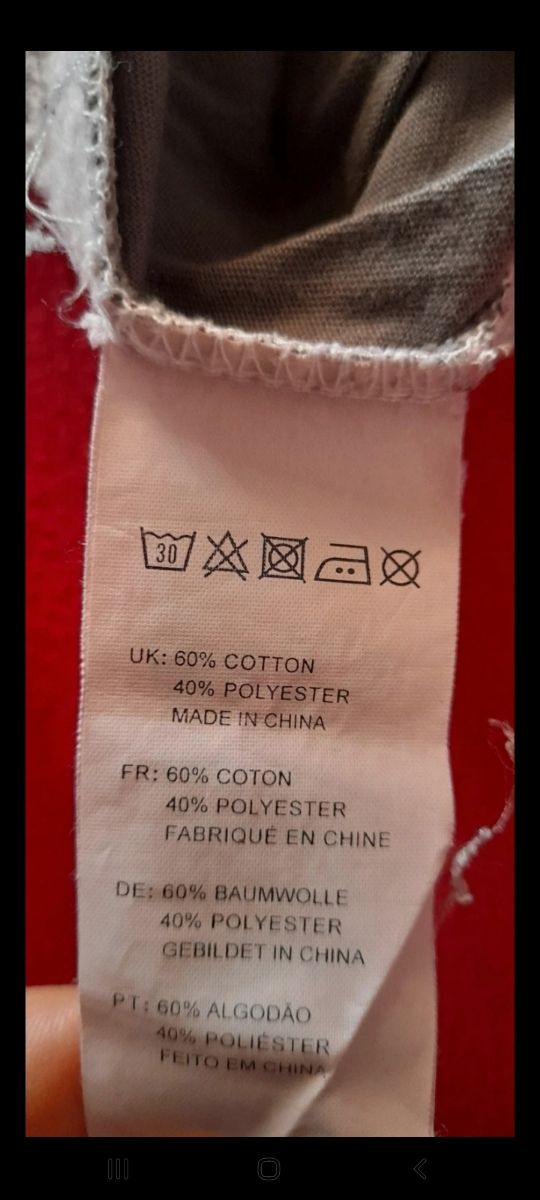 30
UK: 60% COTTON
40% POLYESTER
MADE IN CHINA
FR: 60% COTON
40% POLYESTER
FABRIQUÉ EN CHINE
DE: 60% BAUMWOLLE
40% POLYESTER
GEBILDET IN CHINA
PT: 60% ALGODÃO
40% POLIÉSTER
FEITO EM CHINA